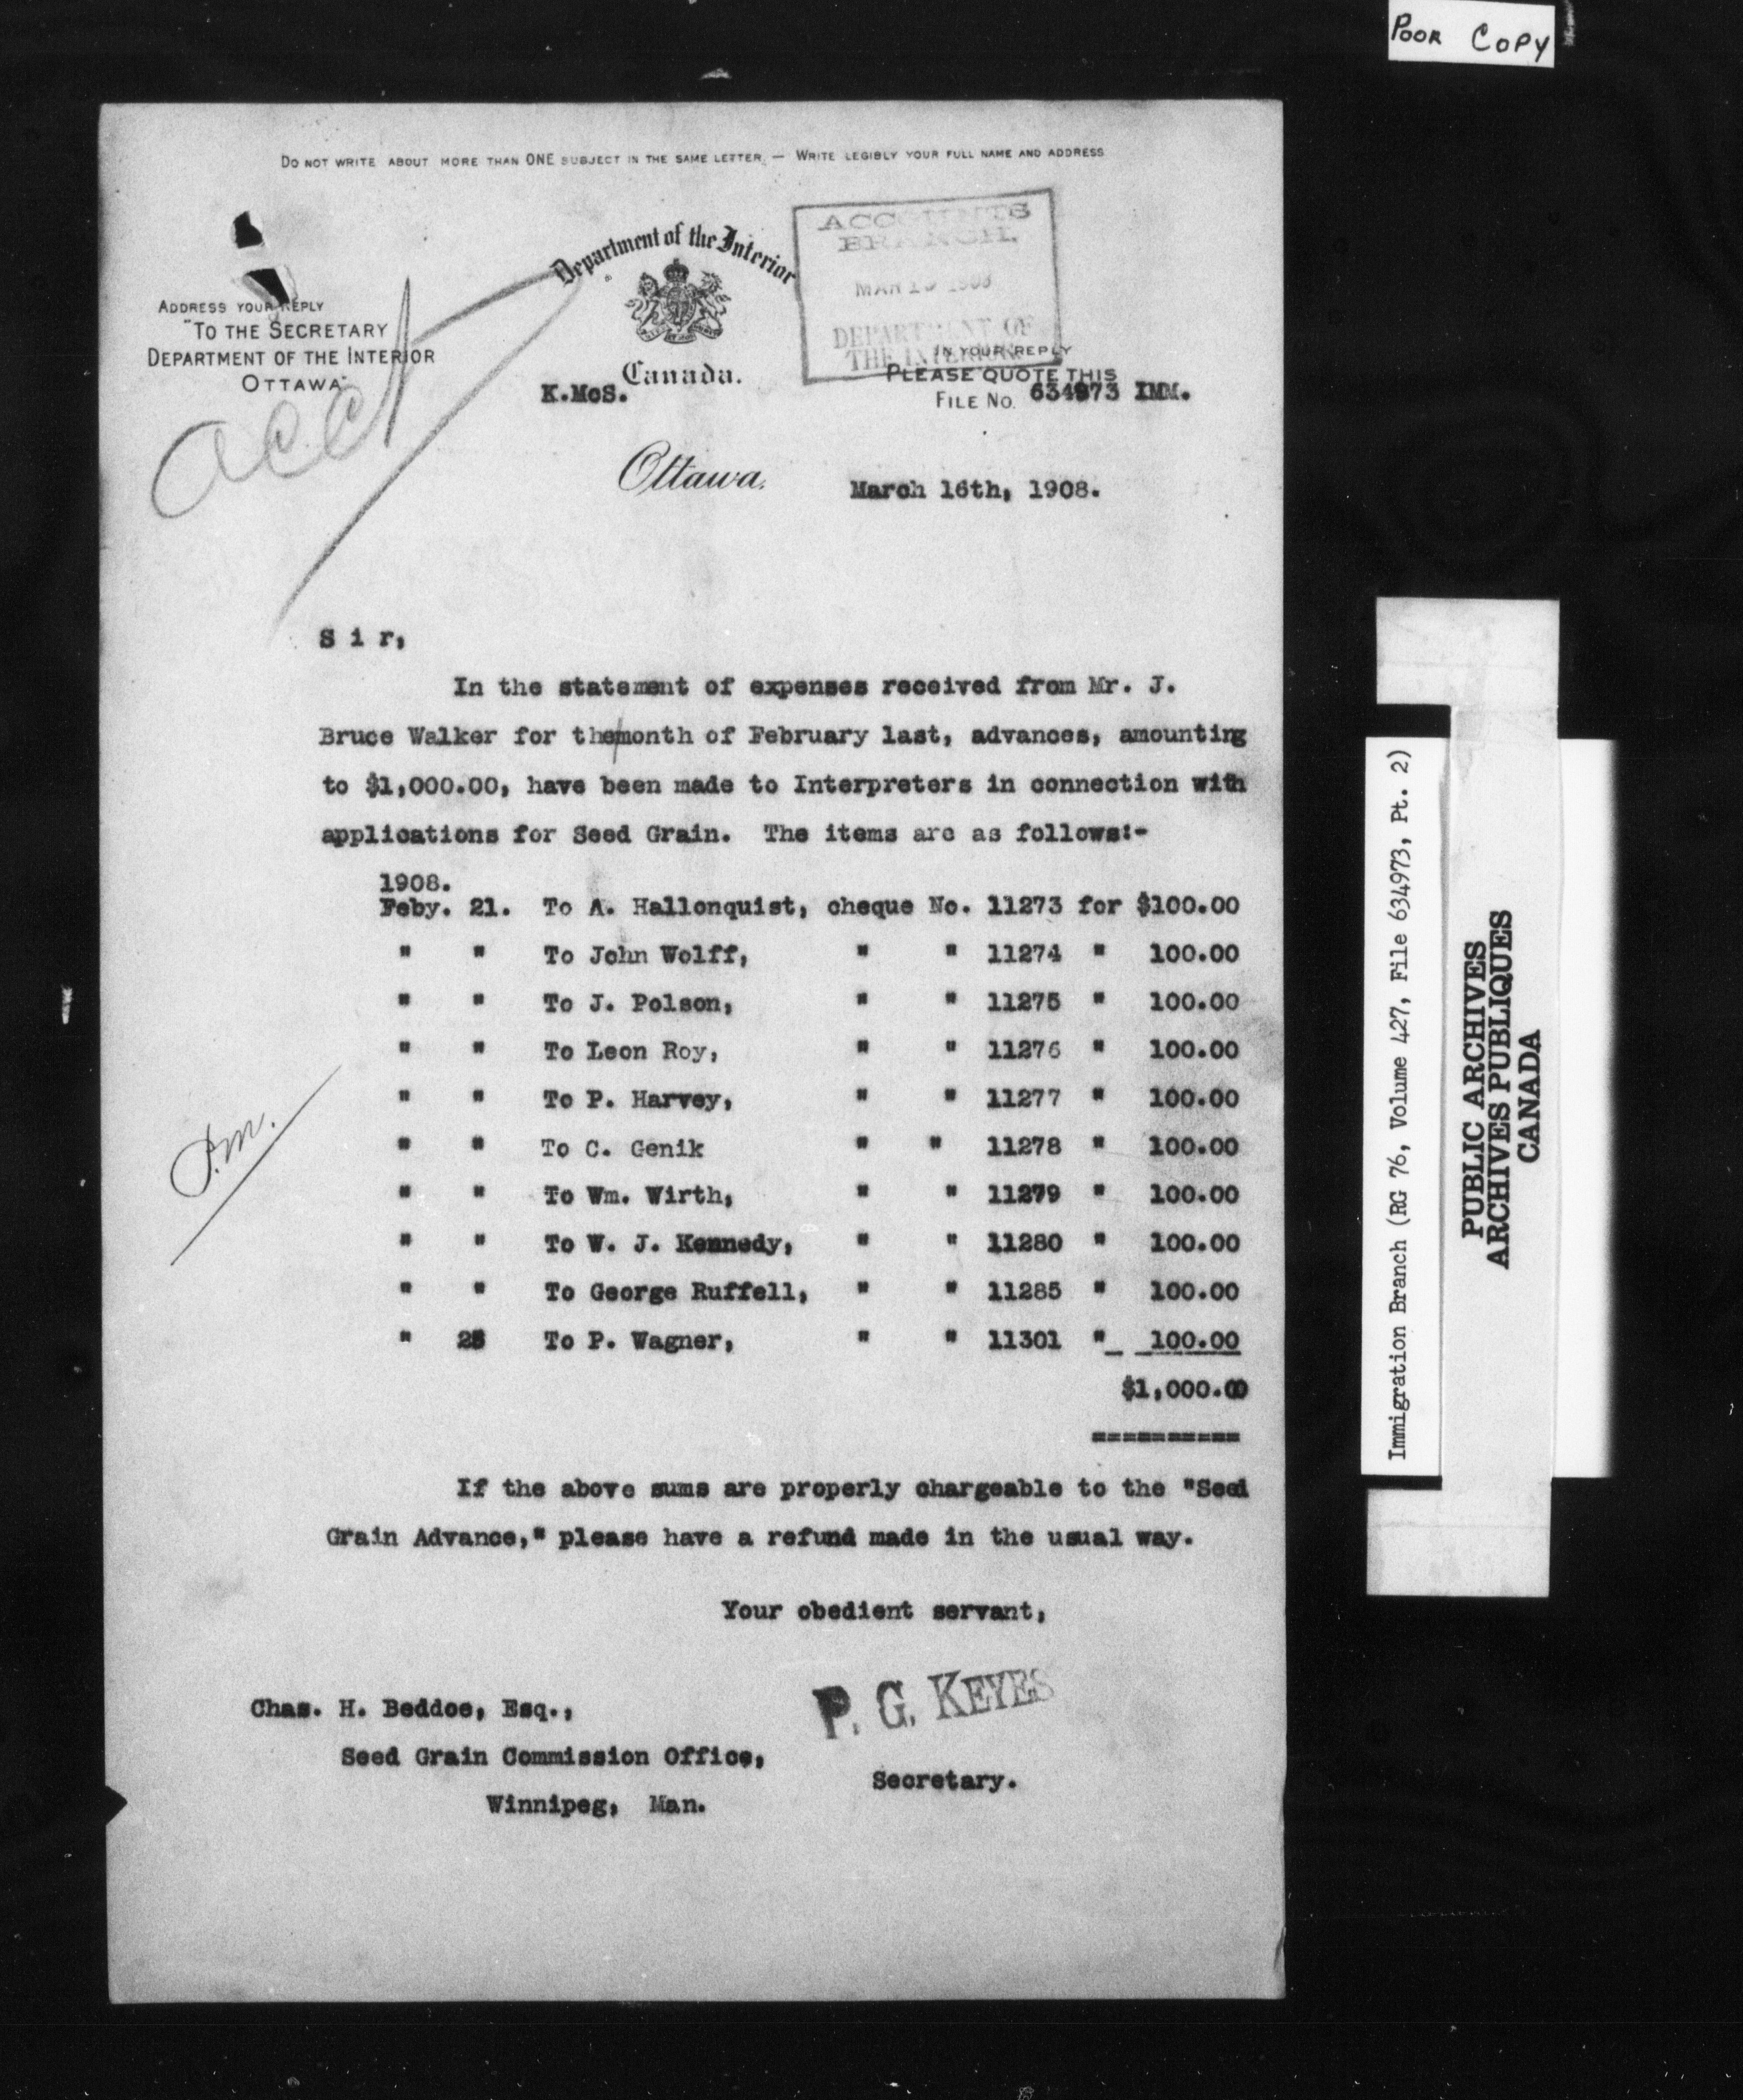 POOR COPY
DO NOT WRITE ABOUT MORE THAN ONE SUBJECT IN THE SAME LETTER. — WRITE LEGIBLY YOUR FULL NAME AND ADDRESS
ACCOUNTS
BRANCH.
MAR 1908
DEPARTMENT OF
THE INTERIOR
Department of the Interior
Canada.
ADDRESS YOUR REPLY
"TO THE SECRETARY
DEPARTMENT OF THE INTERIOR
OTTAWA"
acct
K.McS.
IN YOUR REPLY
PLEASE QUOTE THIS
FILE NO. 634973 IMM.
Ottawa, March 16th, 1908.
S i r,
In the statement of expenses received from Mr. J.
Bruce Walker for the/month of February last, advances, amounting
to $1,000.00, have been made to Interpreters in connection with
applications for Seed Grain. The items are as follows:-
1908.
Feby. 21. To A. Hallonquist, cheque No. 11273 for $100.00
" " To John Wolff, " " 11274 " 100.00
" " To J. Polson, " " 11275 " 100.00
" " To Leon Roy, " " 11276 " 100.00
" " To P. Harvey, " " 11277 " 100.00
" " To C. Genik " " 11278 " 100.00
" " To Wm. Wirth, " " 11279 " 100.00
" " To W. J. Kennedy, " " 11280 " 100.00
" " To George Ruffell, " " 11285 " 100.00
" To P. Wagner, " " 11301 " 100.00
$1,000.00
==========
If the above sums are properly chargeable to the "Seed
Grain Advance," please have a refund made in the usual way.
Your obedient servant,
P. G. KEYES
Secretary.
Chas. H. Beddoe, Esq.,
Seed Grain Commission Office,
Winnipeg, Man.
Immigration Branch (RG 76, Volume 427, File 634973, Pt. 2)
PUBLIC ARCHIVES
ARCHIVES PUBLIQUES
CANADA